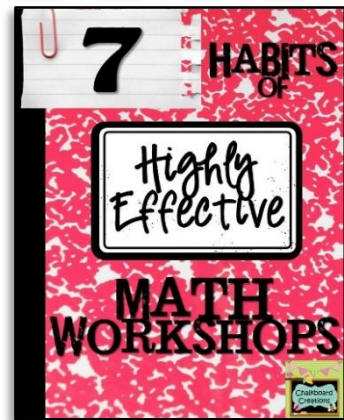 7
HABITS
OF
Highly
Effective
MATH
WORKSHOPS
Chalkboard
Creations